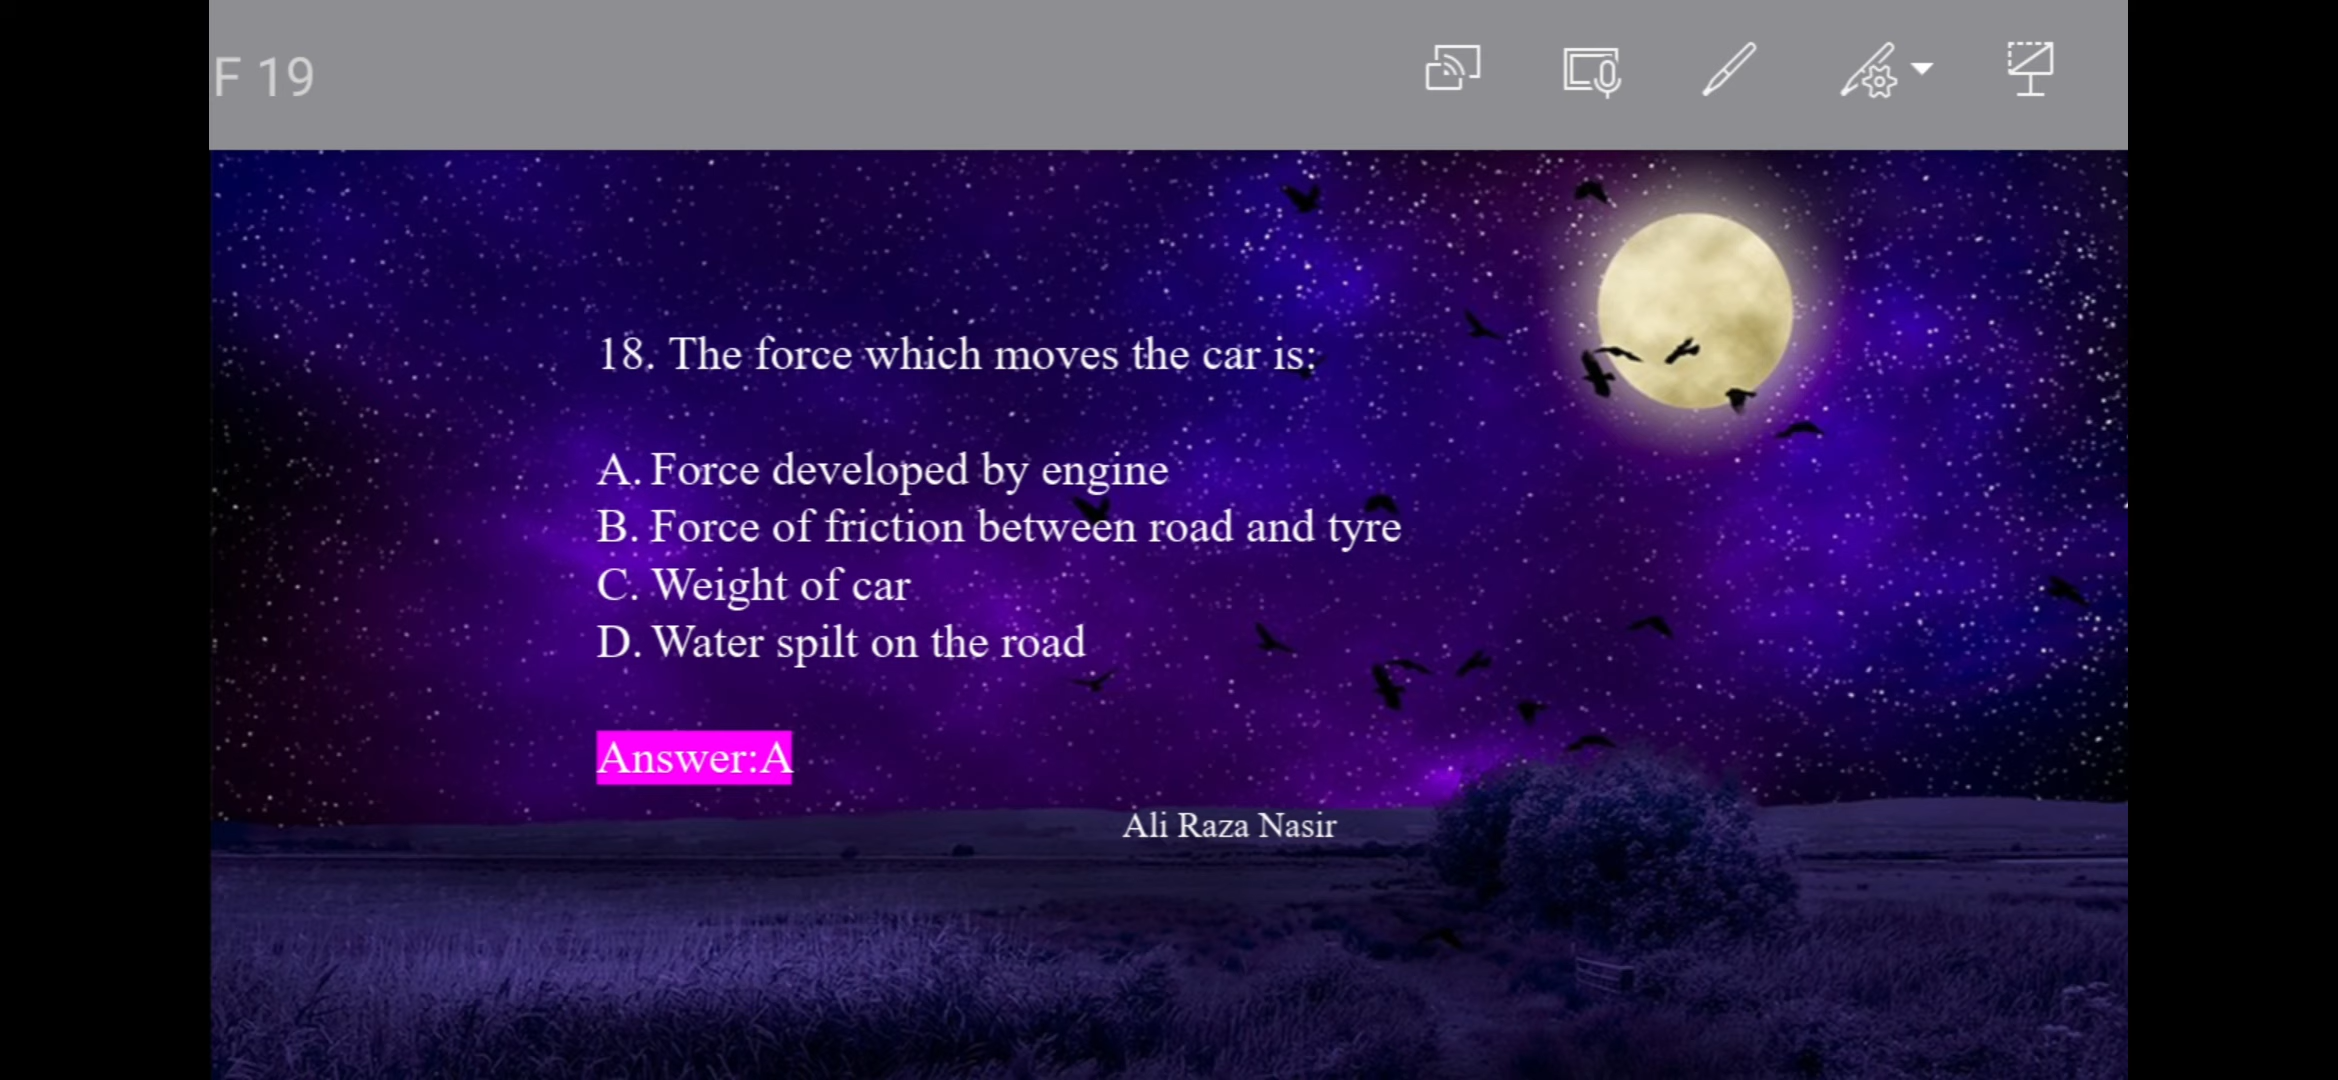 F 19
18. The force which moves the car is:
A. Force developed by engine
B. Force of friction between road and tyre
C. Weight of car
D. Water spilt on the road
Answer:A
Ali Raza Nasir